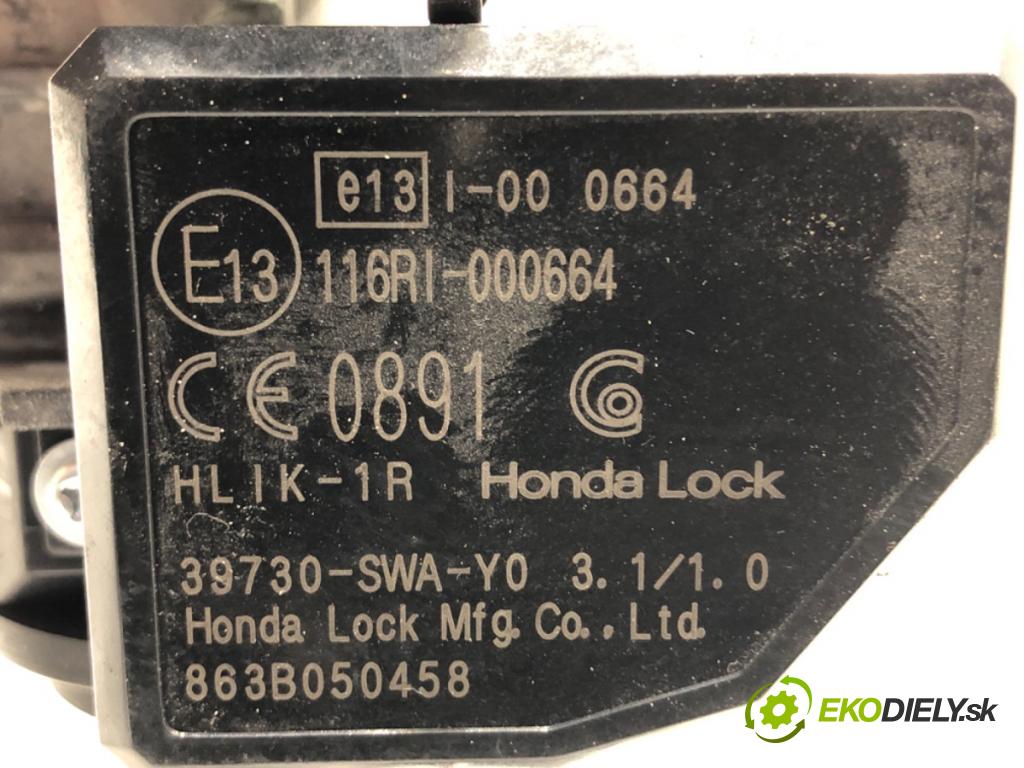 e13 I-00 0664
E13 116RI-000664
CE 0891
HLIK-1R Honda Lock
39730-SWA-Y0 3.1/1.0
Honda Lock Mfg. Co., Ltd.
863B050458
EKODIELY.sk